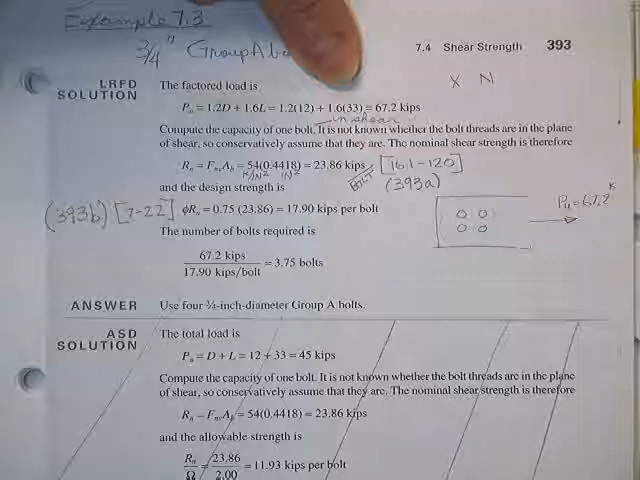 Example 7.3
3/4" Group A bo
7.4 Shear Strength 393
X N
LRFD SOLUTION
The factored load is
Pu = 1.2D + 1.6L = 1.2(12) + 1.6(33) = 67.2 kips
in shear
Compute the capacity of one bolt. It is not known whether the bolt threads are in the plane
of shear, so conservatively assume that they are. The nominal shear strength is therefore
Rn = FnvAb = 54(0.4418) = 23.86 kips
K/IN² IN²
BOLT
[16.1-120]
(393a)
and the design strength is
(393b) [7-22]
ϕRn = 0.75 (23.86) = 17.90 kips per bolt
Pu=67.2K
The number of bolts required is
67.2 kips
17.90 kips/bolt = 3.75 bolts
ANSWER Use four ¾-inch-diameter Group A bolts.
ASD SOLUTION
The total load is
Pa = D + L = 12 + 33 = 45 kips
Compute the capacity of one bolt. It is not known whether the bolt threads are in the plane
of shear, so conservatively assume that they are. The nominal shear strength is therefore
Rn = FnvAb = 54(0.4418) = 23.86 kips
and the allowable strength is
Rn/Ω = 23.86/2.00 = 11.93 kips per bolt